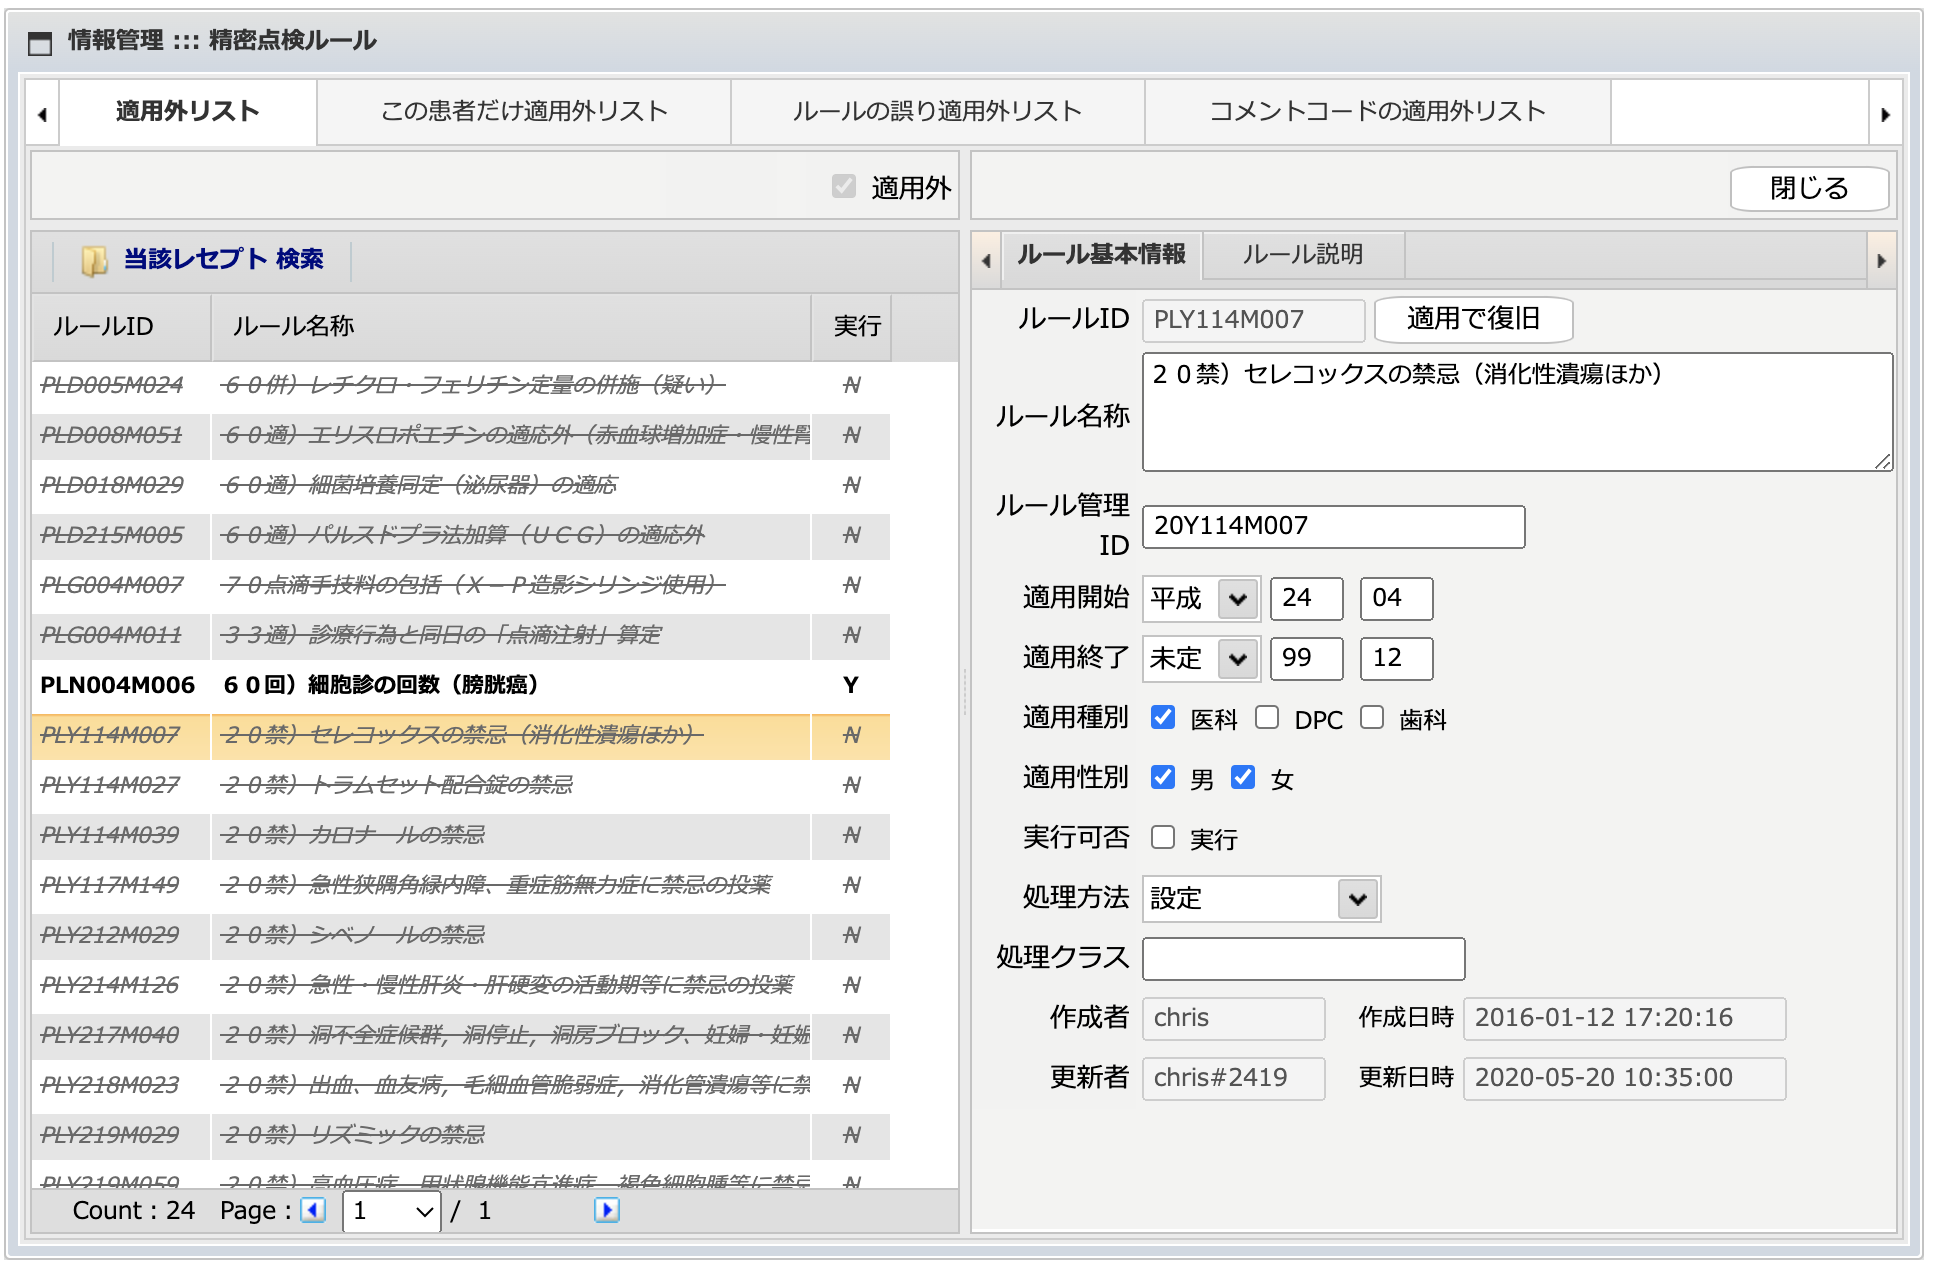 情報管理 ::: 精密点検ルール
適用外リスト この患者だけ適用外リスト ルールの誤り適用外リスト コメントコードの適用外リスト
適用外
閉じる
当該レセプト 検索
ルールID ルール名称 実行
PLD005M024 ６０併）レチクロ・フェリチン定量の併施（疑い） N
PLD008M051 ６０適）エリスロポエチンの適応外（赤血球増加症・慢性腎 N
PLD018M029 ６０適）細菌培養同定（泌尿器）の適応 N
PLD215M005 ６０適）パルスドプラ法加算（ＵＣＧ）の適応外 N
PLG004M007 ７０点滴手技料の包括（Ｘ－Ｐ造影シリンジ使用） N
PLG004M011 ３３適）診療行為と同日の「点滴注射」算定 N
PLN004M006 ６０回）細胞診の回数（膀胱癌） Y
PLY114M007 ２０禁）セレコックスの禁忌（消化性潰瘍ほか） N
PLY114M027 ２０禁）トラムセット配合錠の禁忌 N
PLY114M039 ２０禁）カロナールの禁忌 N
PLY117M149 ２０禁）急性狭隅角緑内障、重症筋無力症に禁忌の投薬 N
PLY212M029 ２０禁）シベノールの禁忌 N
PLY214M126 ２０禁）急性・慢性肝炎・肝硬変の活動期等に禁忌の投薬 N
PLY217M040 ２０禁）洞不全症候群，洞停止，洞房ブロック、妊婦・妊娠 N
PLY218M023 ２０禁）出血、血友病，毛細血管脆弱症，消化管潰瘍等に禁 N
PLY219M029 ２０禁）リズミックの禁忌 N
PLY219M059 ２０禁）高血圧症、甲状腺機能亢進症、褐色細胞腫等に禁忌 N
Count : 24 Page : 1 / 1
ルール基本情報 ルール説明
ルールID PLY114M007 適用で復旧
ルール名称 ２０禁）セレコックスの禁忌（消化性潰瘍ほか）
ルール管理
ID 20Y114M007
適用開始 平成 24 04
適用終了 未定 99 12
適用種別 医科 DPC 歯科
適用性別 男 女
実行可否 実行
処理方法 設定
処理クラス
作成者 chris 作成日時 2016-01-12 17:20:16
更新者 chris#2419 更新日時 2020-05-20 10:35:00